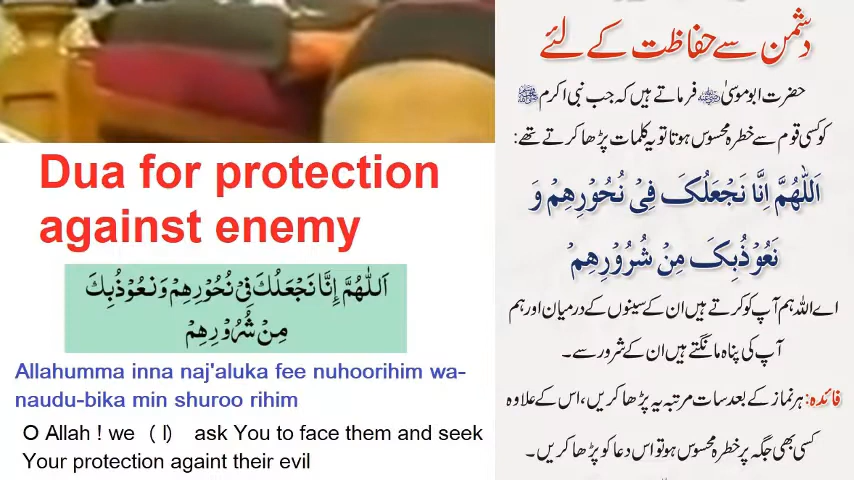 Dua for protection
against enemy
اَللّٰهُمَّ إِنَّا نَجْعَلُكَ فِيْ نُحُوْرِهِمْ وَنَعُوْذُبِكَ
مِنْ شُرُوْرِهِمْ
Allahumma inna naj'aluka fee nuhoorihim wa-
naudu-bika min shuroo rihim
O Allah ! we ( I) ask You to face them and seek
Your protection againt their evil
دشمن سے حفاظت کے لئے
حضرت ابو موسیٰ رضی اللہ عنہ فرماتے ہیں کہ جب نبی اکرم ﷺ
کو کسی قوم سے خطرہ محسوس ہوتا تو یہ کلمات پڑھا کرتے تھے:
اَللّٰهُمَّ اِنَّا نَجْعَلُکَ فِیْ نُحُوْرِهِمْ وَ
نَعُوْذُبِکَ مِنْ شُرُوْرِهِمْ
اے اللہ ہم آپ کو کرتے ہیں ان کے سینوں کے درمیان اور ہم
آپ کی پناہ مانگتے ہیں ان کے شرور سے۔
فائدہ: ہر نماز کے بعد سات مرتبہ یہ پڑھا کریں، اس کے علاوہ
کسی بھی جگہ پر خطرہ محسوس ہو تو اس دعا کو پڑھا کریں۔